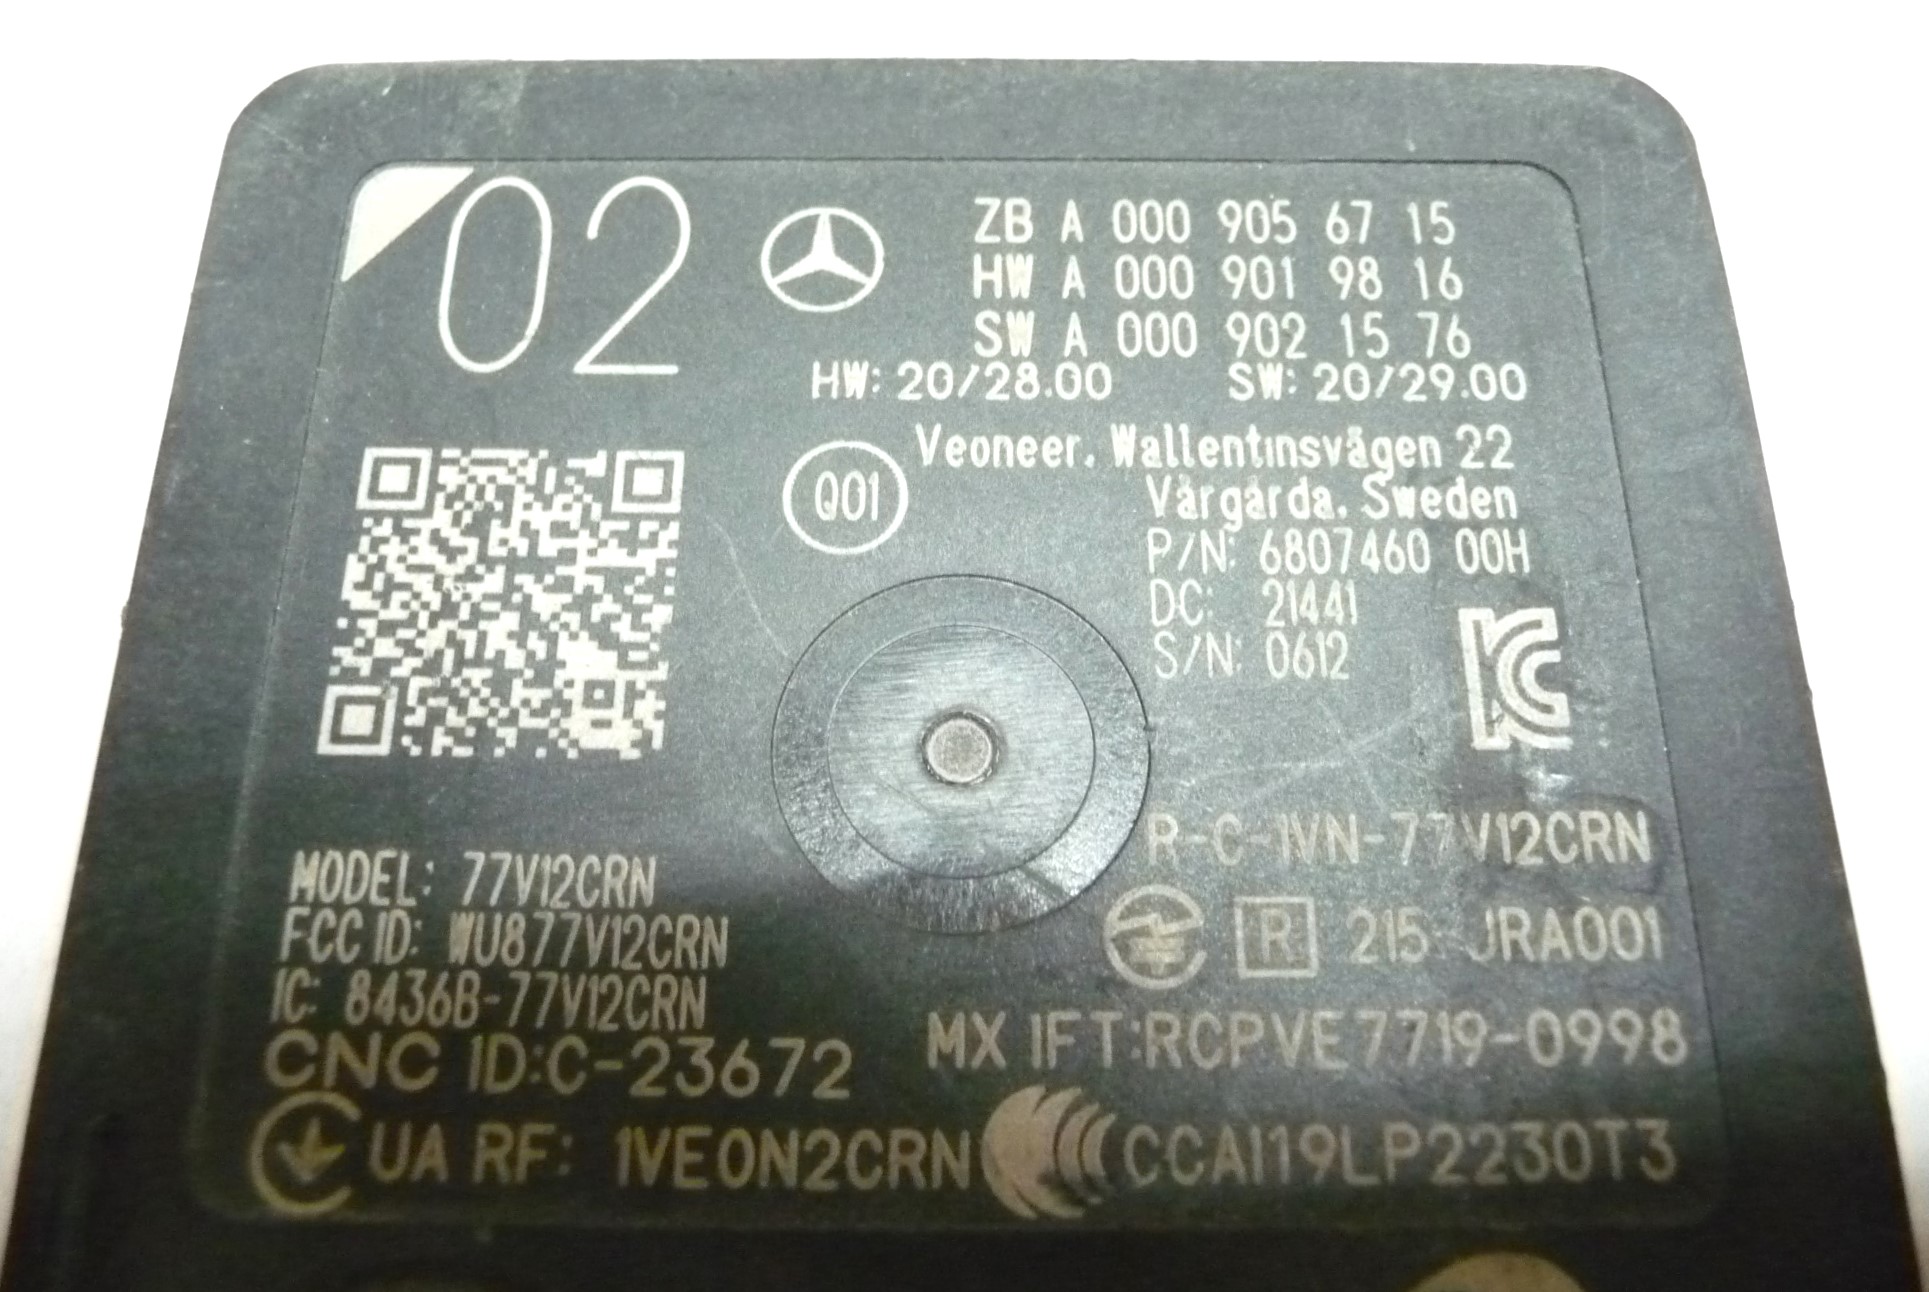 02
ZB A 000 905 67 15
HW A 000 901 98 16
SW A 000 902 15 76
HW: 20/28.00 SW: 20/29.00
Q01
Veoneer, Wallentinsvägen 22
Vårgårda, Sweden
P/N: 6807460 00H
DC: 21441
S/N: 0612
R-C-1VN-77V12CRN
R 215-JRA001
MODEL: 77V12CRN
FCC ID: WU877V12CRN
IC: 8436B-77V12CRN
CNC ID:C-23672
MX IFT:RCPVE7719-0998
UA RF: 1VEON2CRN
CCAI19LP2230T3